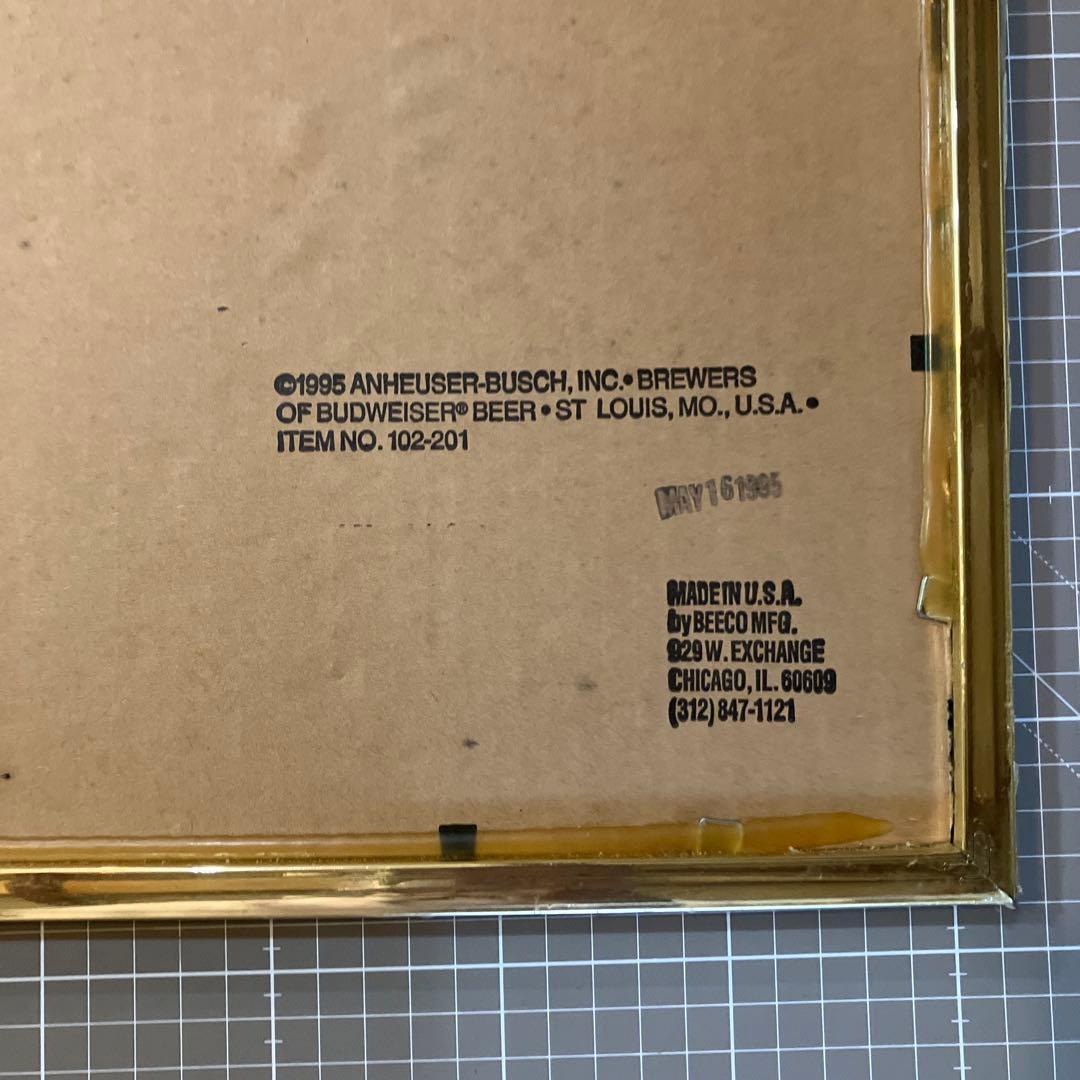 ©1995 ANHEUSER-BUSCH, INC.• BREWERS
OF BUDWEISER® BEER • ST LOUIS, MO., U.S.A. •
ITEM NO. 102-201
MAY 16 1995
MADE IN U.S.A.
by BEECO MFG.
929 W. EXCHANGE
CHICAGO, IL. 60609
(312) 847-1121